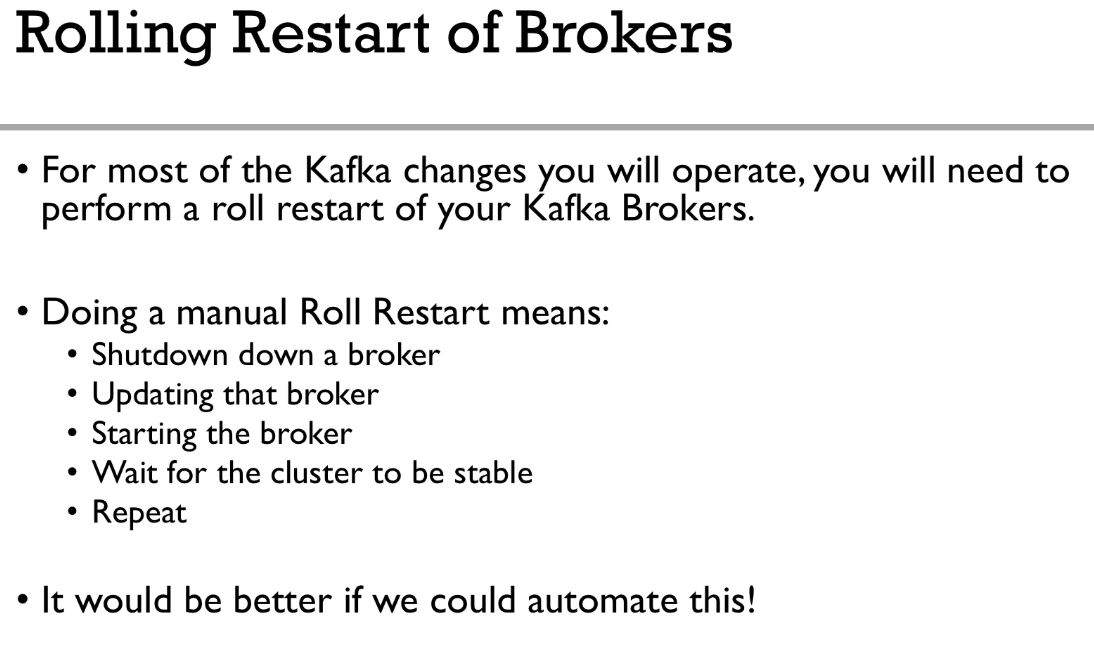 Rolling Restart of Brokers
• For most of the Kafka changes you will operate, you will need to
perform a roll restart of your Kafka Brokers.
• Doing a manual Roll Restart means:
• Shutdown down a broker
• Updating that broker
• Starting the broker
• Wait for the cluster to be stable
• Repeat
• It would be better if we could automate this!